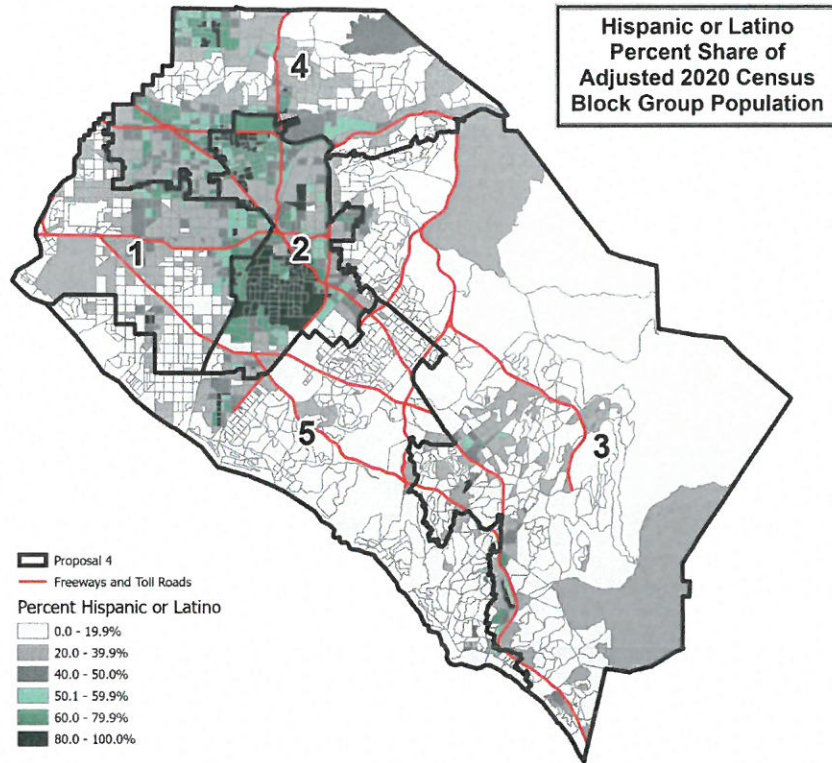 Hispanic or Latino
Percent Share of
Adjusted 2020 Census
Block Group Population
4
1
2
5
3
Proposal 4
Freeways and Toll Roads
Percent Hispanic or Latino
0.0 - 19.9%
20.0 - 39.9%
40.0 - 50.0%
50.1 - 59.9%
60.0 - 79.9%
80.0 - 100.0%